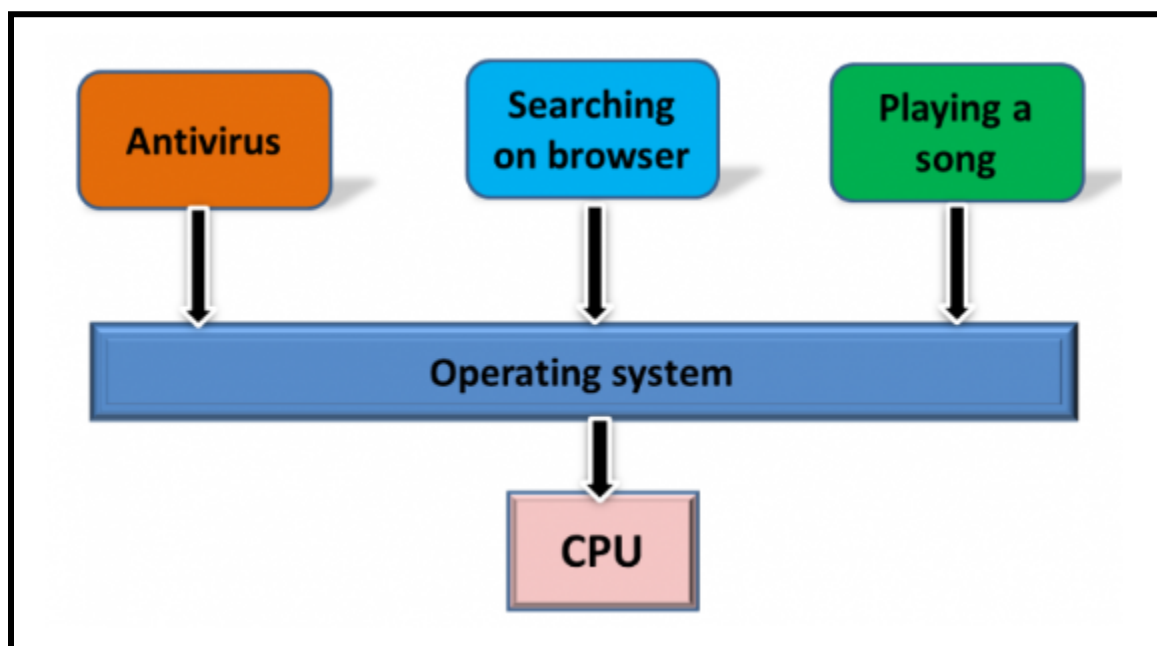 Antivirus
Searching
on browser
Playing a
song
Operating system
CPU